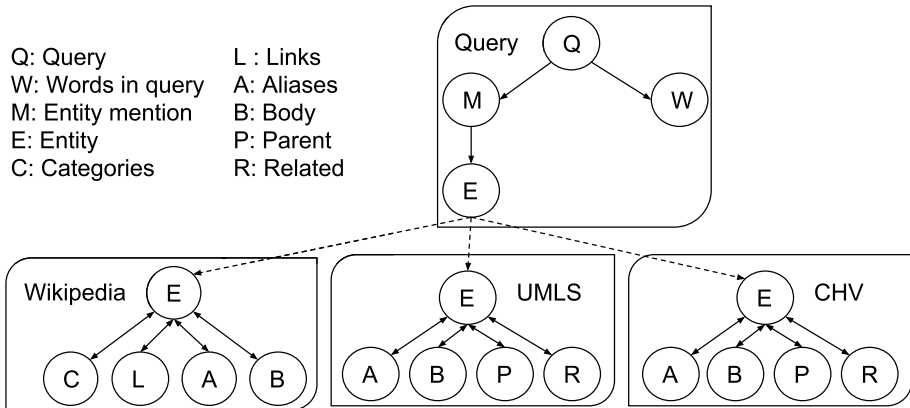 Q: Query
W: Words in query
M: Entity mention
E: Entity
C: Categories
L : Links
A: Aliases
B: Body
P: Parent
R: Related
Query
Q
M
W
E
Wikipedia
E
C
L
A
B
E
UMLS
A
B
P
R
E
CHV
A
B
P
R